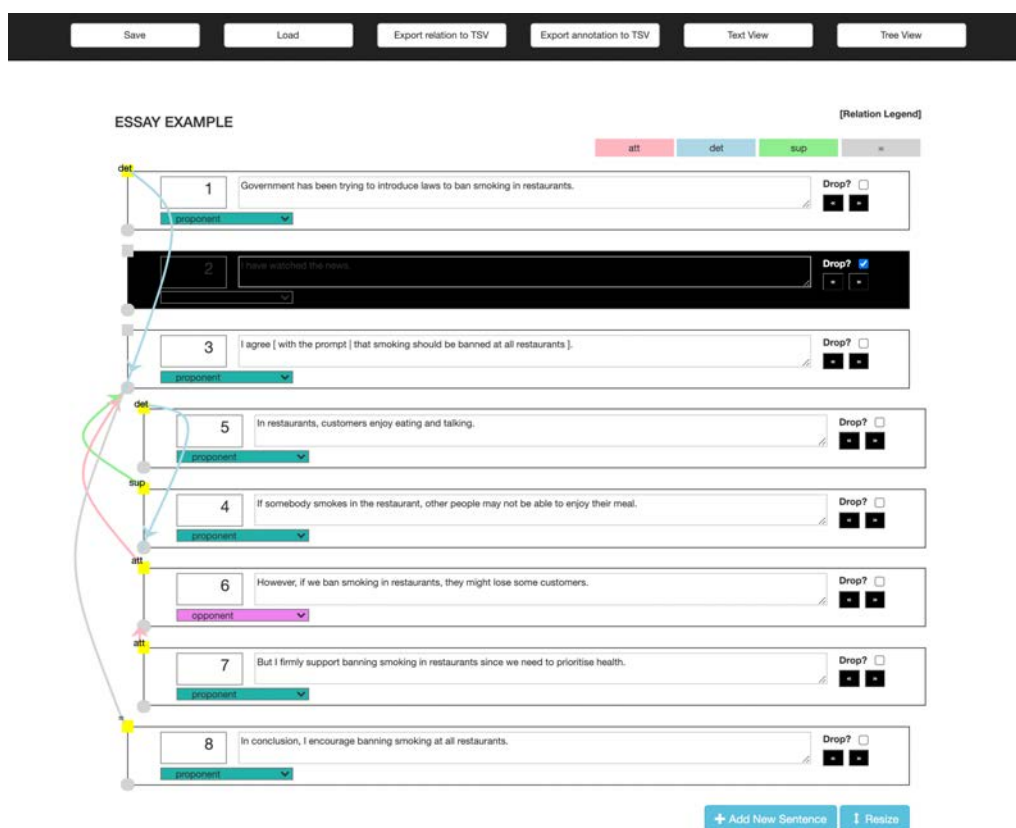 Save Load Export relation to TSV Export annotation to TSV Text View Tree View
[Relation Legend]
ESSAY EXAMPLE
att det sup =
det
1 Government has been trying to introduce laws to ban smoking in restaurants. Drop?
proponent « »
2 I have watched the news. Drop?
« »
3 I agree [ with the prompt | that smoking should be banned at all restaurants ]. Drop?
proponent « »
det
5 In restaurants, customers enjoy eating and talking. Drop?
proponent « »
sup
4 If somebody smokes in the restaurant, other people may not be able to enjoy their meal. Drop?
proponent « »
att
6 However, if we ban smoking in restaurants, they might lose some customers. Drop?
opponent « »
att
7 But I firmly support banning smoking in restaurants since we need to prioritise health. Drop?
proponent « »
=
8 In conclusion, I encourage banning smoking at all restaurants. Drop?
proponent « »
+ Add New Sentence Resize